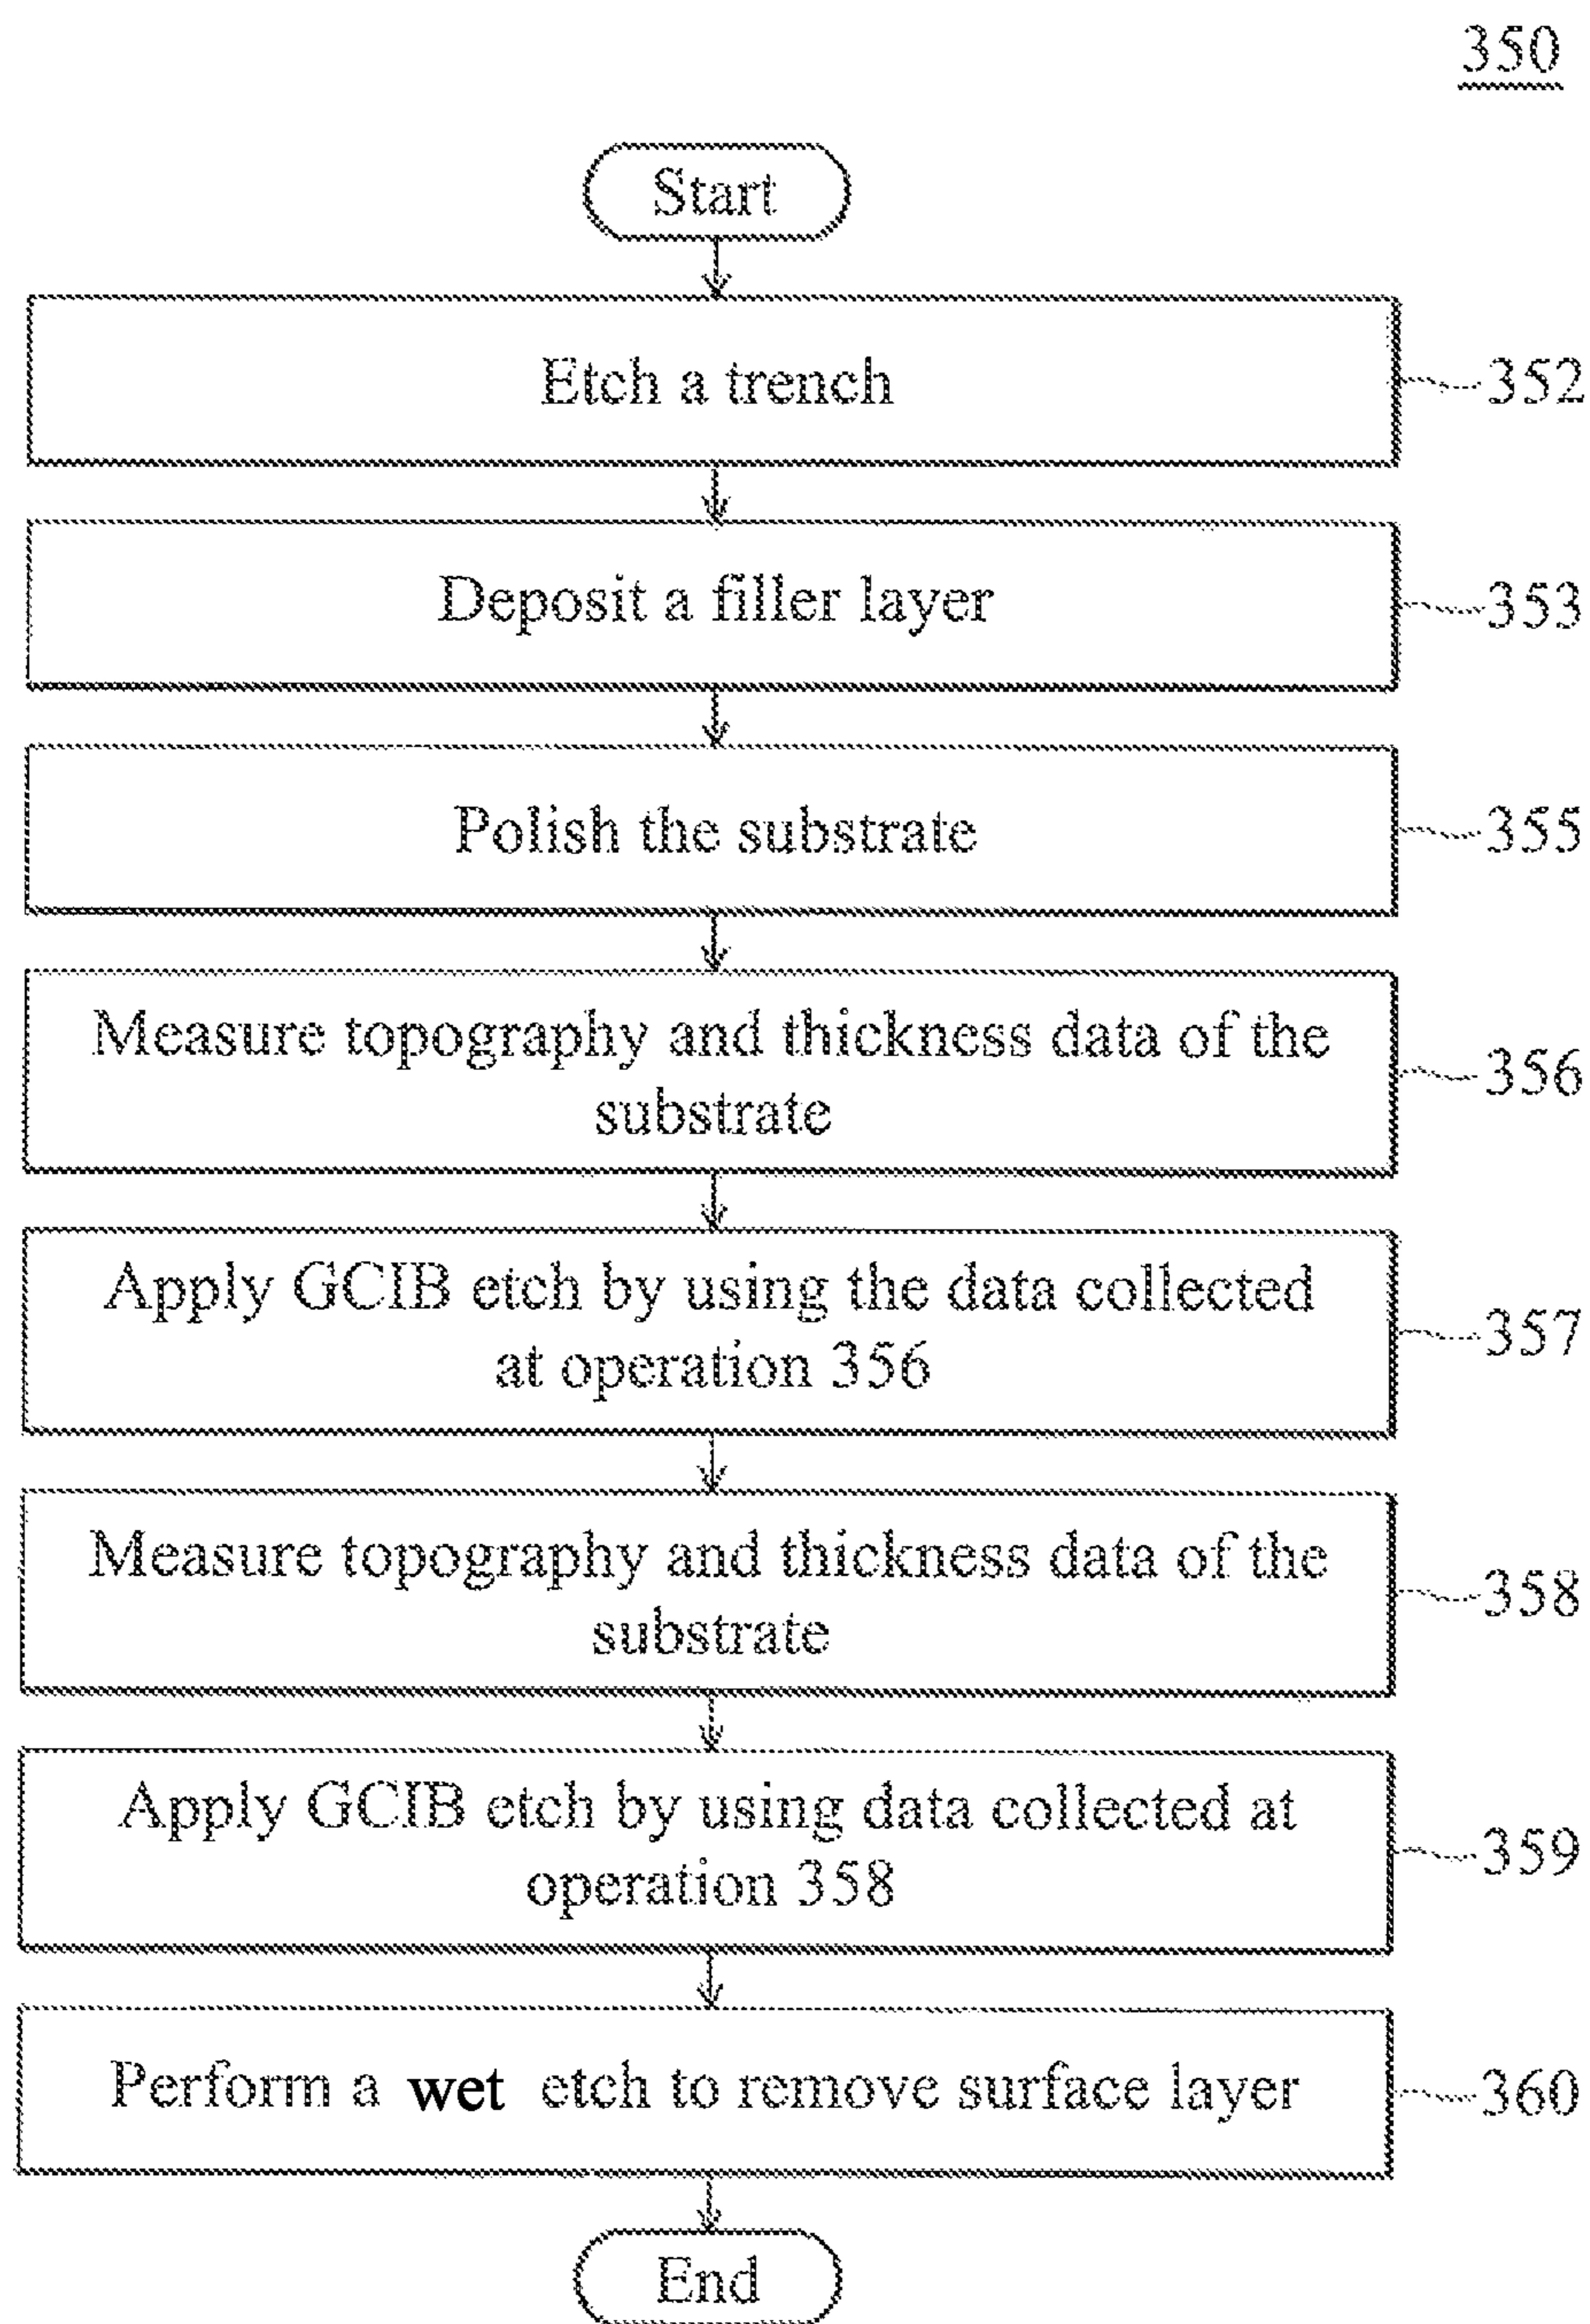 350
Start
Etch a trench
352
Deposit a filler layer
353
Polish the substrate
355
Measure topography and thickness data of the
substrate
356
Apply GCIB etch by using the data collected
at operation 356
357
Measure topography and thickness data of the
substrate
358
Apply GCIB etch by using data collected at
operation 358
359
Perform a wet etch to remove surface layer
360
End